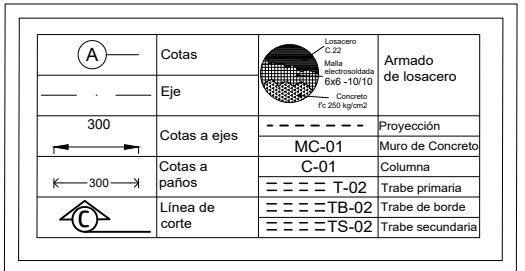 A
Cotas
Eje
300
Cotas a ejes
300
Cotas a
paños
C
Línea de
corte
Losacero
C.22
Malla
electrosoldada
6x6 -10/10
Concreto
f'c 250 kg/cm2
Armado
de losacero
Proyección
MC-01
Muro de Concreto
C-01
Columna
T-02
Trabe primaria
TB-02
Trabe de borde
TS-02
Trabe secundaria